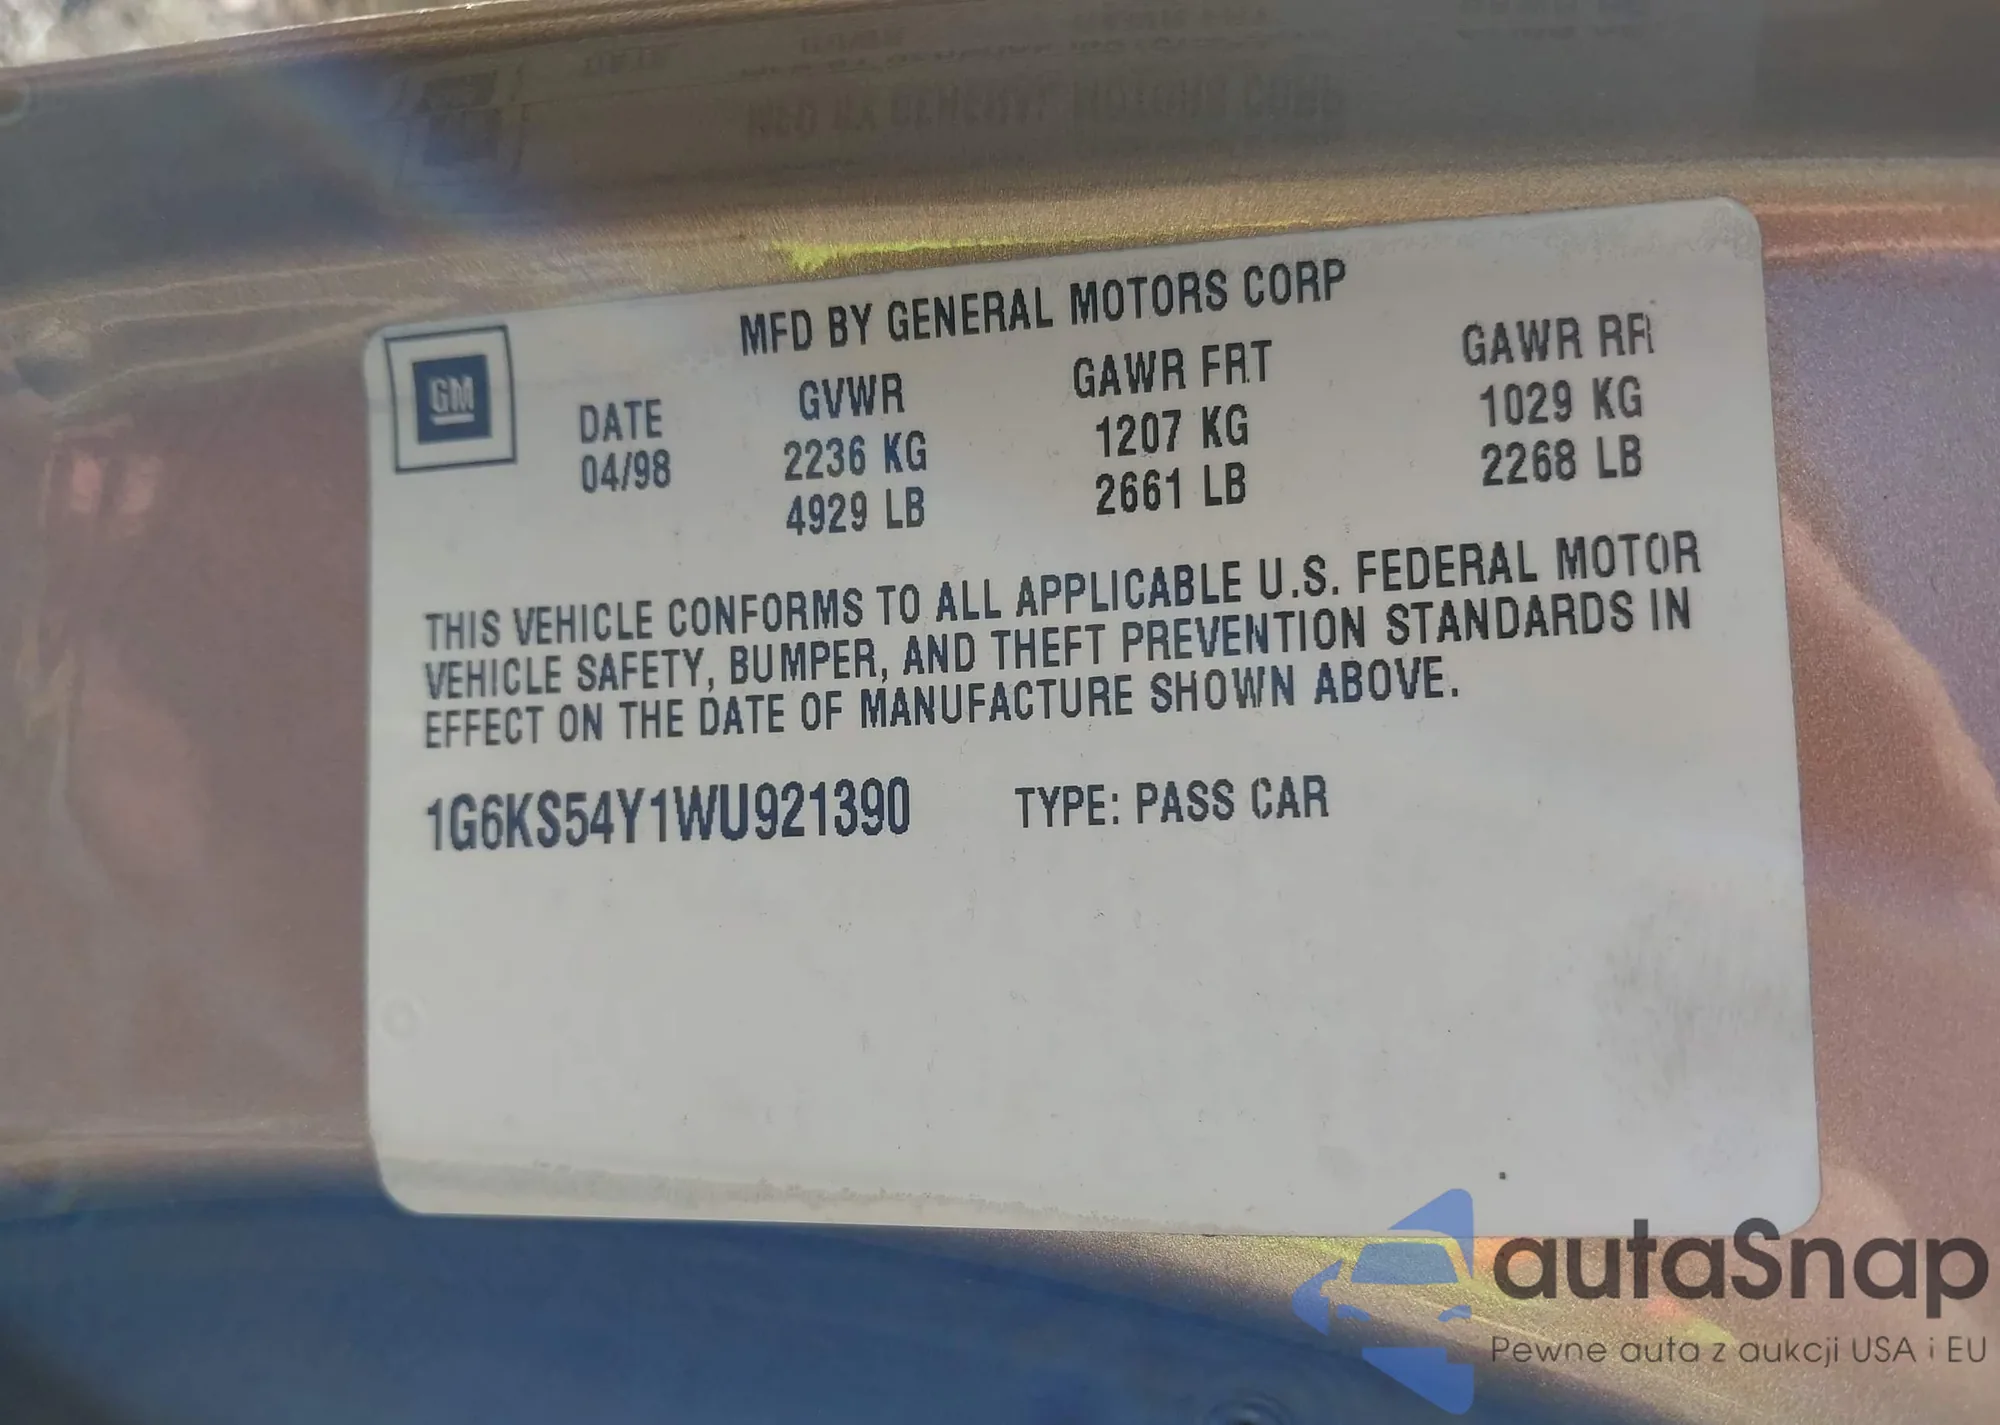 MFD BY GENERAL MOTORS CORP
GM
DATE GVWR GAWR FRT GAWR RR
04/98 2236 KG 1207 KG 1029 KG
4929 LB 2661 LB 2268 LB
THIS VEHICLE CONFORMS TO ALL APPLICABLE U.S. FEDERAL MOTOR
VEHICLE SAFETY, BUMPER, AND THEFT PREVENTION STANDARDS IN
EFFECT ON THE DATE OF MANUFACTURE SHOWN ABOVE.
1G6KS54Y1WU921390 TYPE: PASS CAR
autaSnap
Pewne auta z aukcji USA i EU